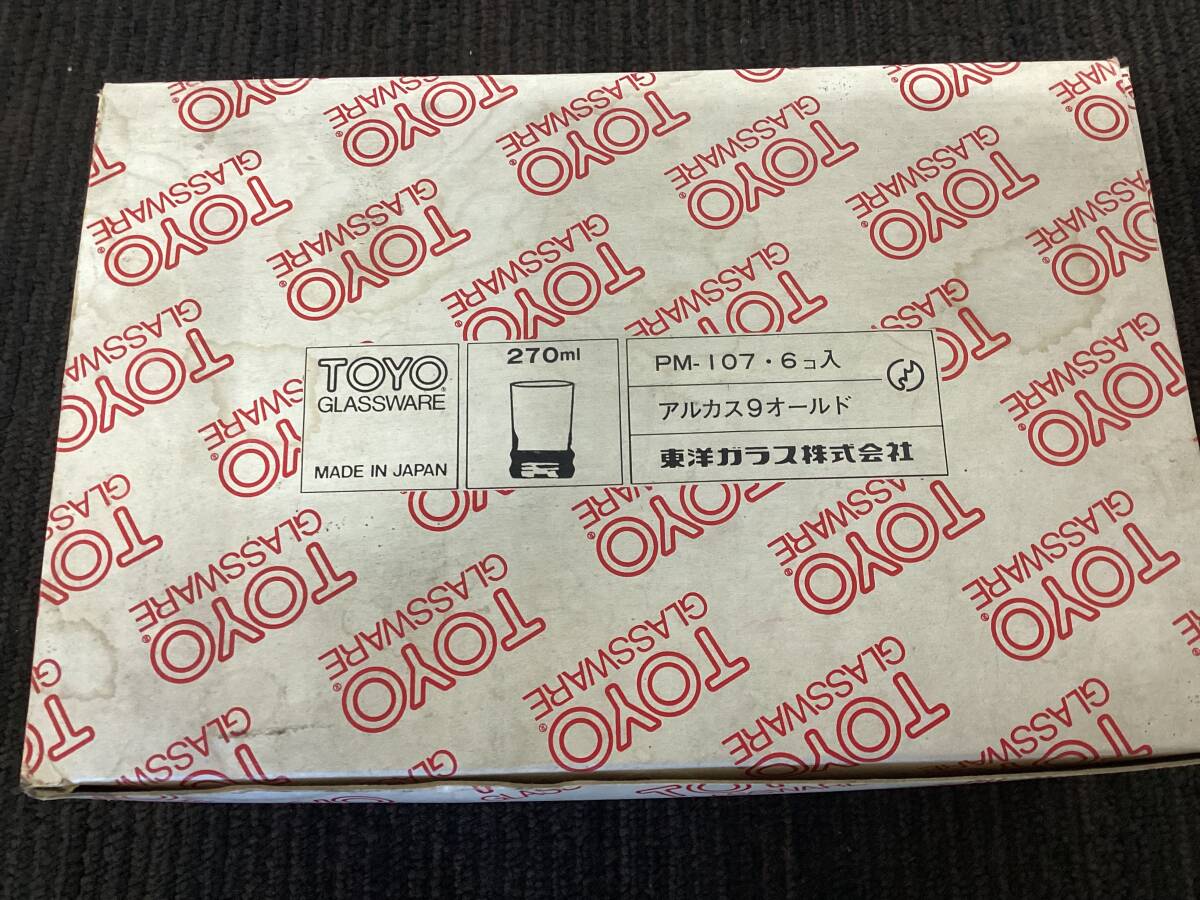 TOYO
GLASSWARE
MADE IN JAPAN
270ml
PM-107・6コ入
アルカス9オールド
東洋ガラス株式会社
TOYO
GLASSWARE